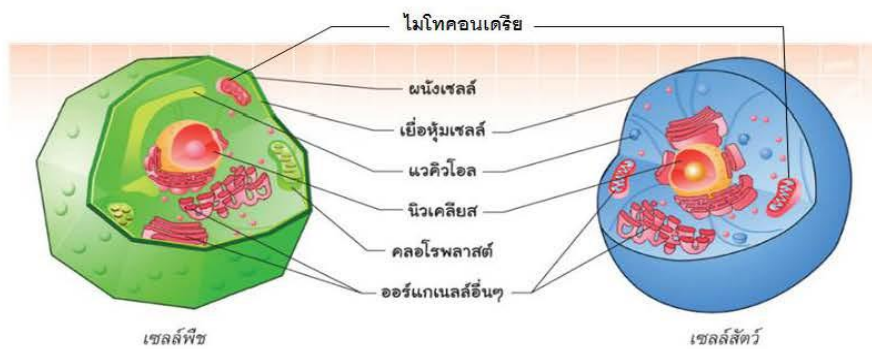 ไมโทคอนเดรีย
ผนังเซลล์
เยื่อหุ้มเซลล์
แวคิวโอล
นิวเคลียส
คลอโรพลาสต์
ออร์แกเนลล์อื่นๆ
เซลล์พืช
เซลล์สัตว์